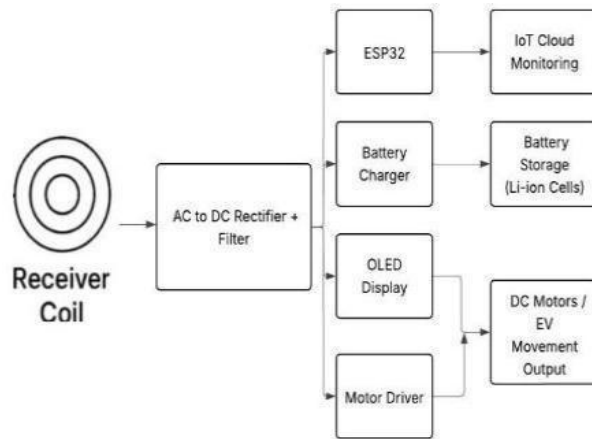 Receiver
Coil
AC to DC Rectifier +
Filter
ESP32
IoT Cloud
Monitoring
Battery
Charger
Battery
Storage
(Li-ion Cells)
OLED
Display
Motor Driver
DC Motors /
EV
Movement
Output